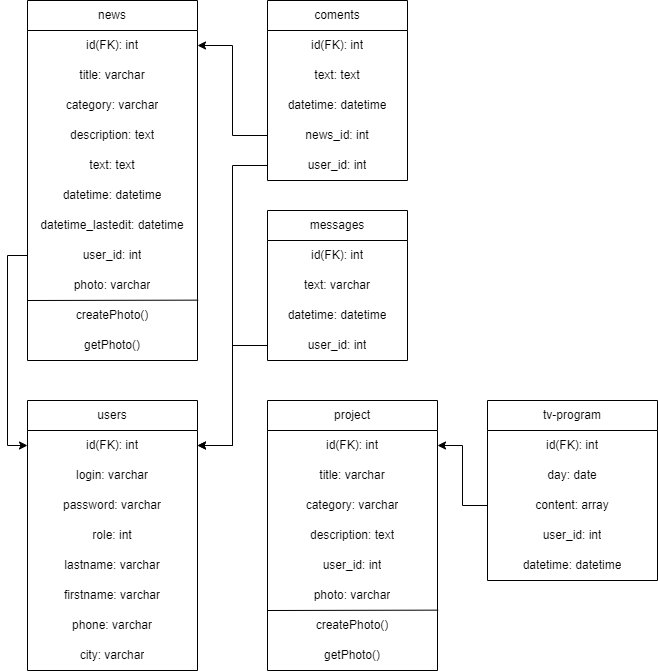 news
id(FK): int
title: varchar
category: varchar
description: text
text: text
datetime: datetime
datetime_lastedit: datetime
user_id: int
photo: varchar
createPhoto()
getPhoto()
coments
id(FK): int
text: text
datetime: datetime
news_id: int
user_id: int
messages
id(FK): int
text: varchar
datetime: datetime
user_id: int
users
id(FK): int
login: varchar
password: varchar
role: int
lastname: varchar
firstname: varchar
phone: varchar
city: varchar
project
id(FK): int
title: varchar
category: varchar
description: text
user_id: int
photo: varchar
createPhoto()
getPhoto()
tv-program
id(FK): int
day: date
content: array
user_id: int
datetime: datetime